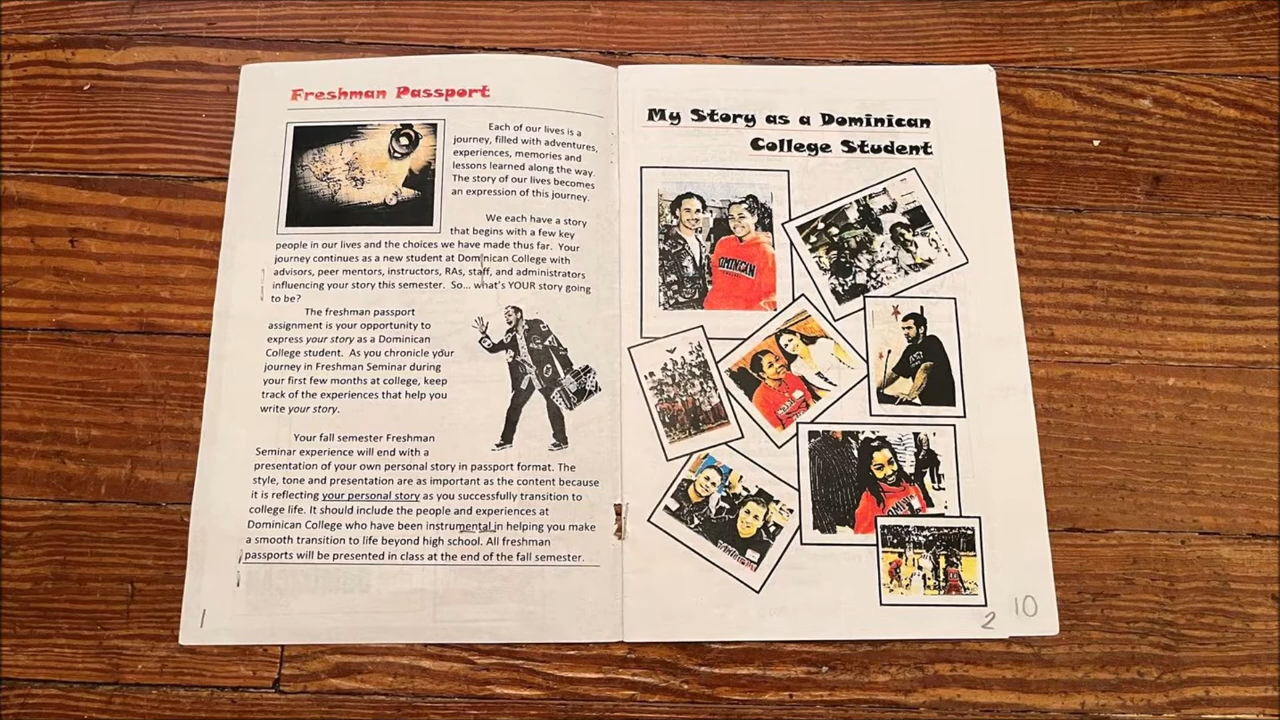 Freshman Passport
Each of our lives is a
journey, filled with adventures,
experiences, memories and
lessons learned along the way.
The story of our lives becomes
an expression of this journey.
We each have a story
that begins with a few key
people in our lives and the choices we have made thus far. Your
journey continues as a new student at Dominican College with
advisors, peer mentors, instructors, RAs, staff, and administrators
influencing your story this semester. So... what's YOUR story going
to be?
The freshman passport
assignment is your opportunity to
express your story as a Dominican
College student. As you chronicle your
journey in Freshman Seminar during
your first few months at college, keep
track of the experiences that help you
write your story.
Your fall semester Freshman
Seminar experience will end with a
presentation of your own personal story in passport format. The
style, tone and presentation are as important as the content because
it is reflecting your personal story as you successfully transition to
college life. It should include the people and experiences at
Dominican College who have been instrumental in helping you make
a smooth transition to life beyond high school. All freshman
passports will be presented in class at the end of the fall semester.
1
My Story as a Dominican
College Student
DOMINICAN
2
10